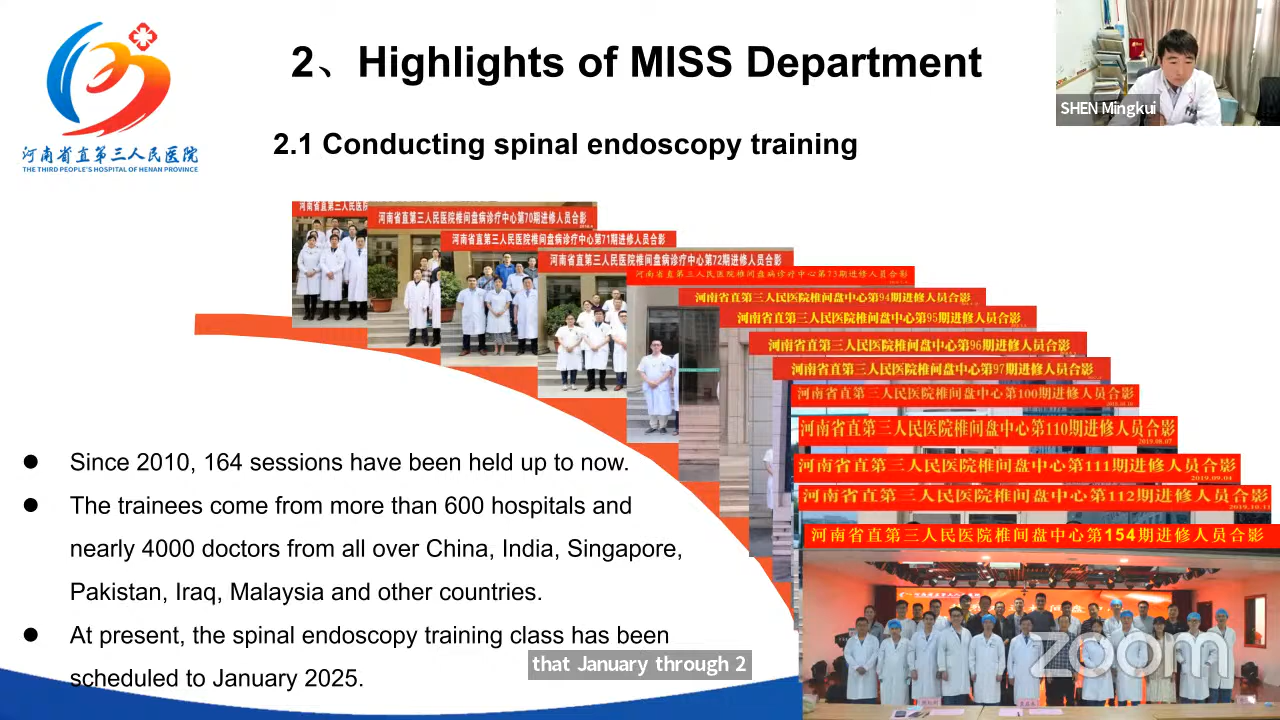 2、Highlights of MISS Department
SHEN Mingkui
河南省直第三人民医院
THE THIRD PEOPLE'S HOSPITAL OF HENAN PROVINCE
2.1 Conducting spinal endoscopy training
河南省直第三人民医院
河南省直第三人民医院椎间盘病诊疗中心第70期进修人员合影
河南省直第三人民医院椎间盘病诊疗中心第71期进修人员合影
河南省直第三人民医院椎间盘病诊疗中心第72期进修人员合影
河南省直第三人民医院椎间盘病诊疗中心第73期进修人员合影
河南省直第三人民医院椎间盘中心第94期进修人员合影
河南省直第三人民医院椎间盘中心第95期进修人员合影
河南省直第三人民医院椎间盘中心第96期进修人员合影
河南省直第三人民医院椎间盘中心第97期进修人员合影
河南省直第三人民医院椎间盘中心第100期进修人员合影
河南省直第三人民医院椎间盘中心第110期进修人员合影
2019.08.07
河南省直第三人民医院椎间盘中心第111期进修人员合影
2019.09.04
河南省直第三人民医院椎间盘中心第112期进修人员合影
2019.10.11
河南省直第三人民医院椎间盘中心第154期进修人员合影
● Since 2010, 164 sessions have been held up to now.
● The trainees come from more than 600 hospitals and
nearly 4000 doctors from all over China, India, Singapore,
Pakistan, Iraq, Malaysia and other countries.
● At present, the spinal endoscopy training class has been
scheduled to January 2025.
that January through 2
zoom